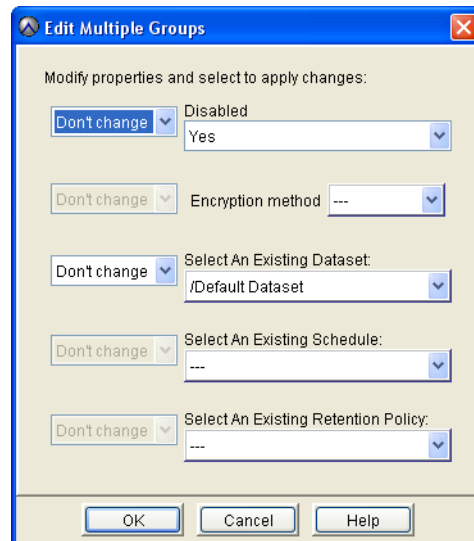 Edit Multiple Groups
Modify properties and select to apply changes:
Don't change
Disabled
Yes
Don't change
Encryption method
---
Don't change
Select An Existing Dataset:
/Default Dataset
Don't change
Select An Existing Schedule:
---
Don't change
Select An Existing Retention Policy:
---
OK Cancel Help